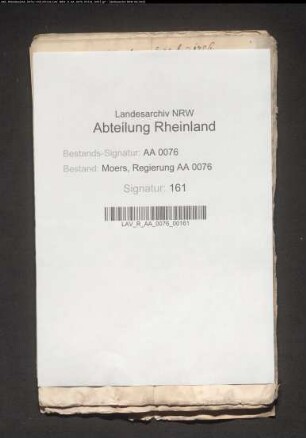 Landesarchiv NRW
Abteilung Rheinland
Bestands-Signatur: AA 0076
Bestand: Moers, Regierung AA 0076
Signatur: 161
LAV_R_AA_0076_00161